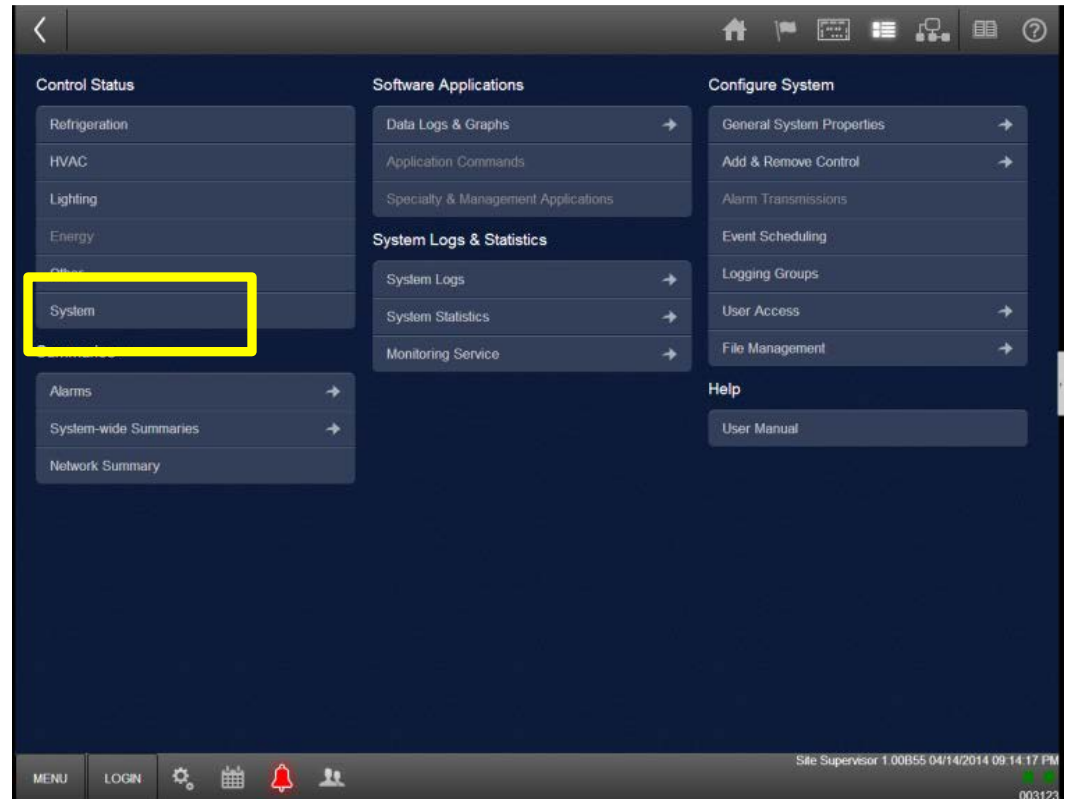 Control Status
Refrigeration
HVAC
Lighting
Energy
Other
System
Summaries
Alarms
System-wide Summaries
Network Summary
Software Applications
Data Logs & Graphs
Application Commands
Specialty & Management Applications
System Logs & Statistics
System Logs
System Statistics
Monitoring Service
Configure System
General System Properties
Add & Remove Control
Alarm Transmissions
Event Scheduling
Logging Groups
User Access
File Management
Help
User Manual
MENU
LOGIN
Site Supervisor 1.00B55 04/14/2014 09:14:17 PM
003123